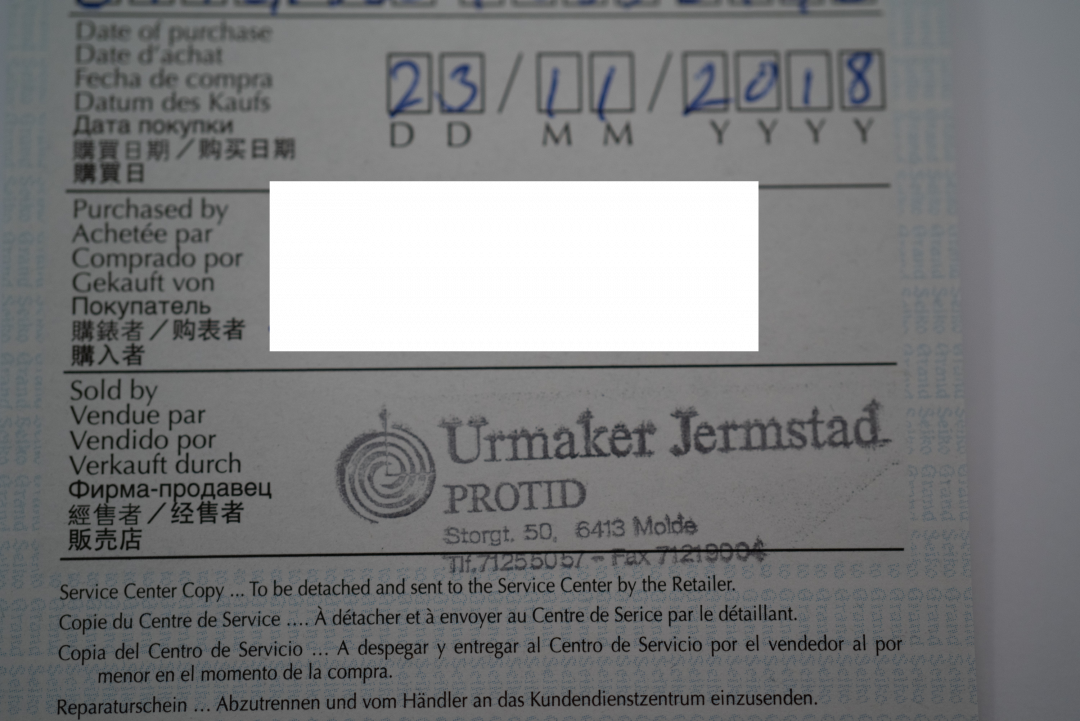 Date of purchase
Date d'achat
Fecha de compra
Datum des Kaufs
Дата покупки
購買日期／购买日期
購買日
23/11/2018
D D M M Y Y Y Y
Purchased by
Achetée par
Comprado por
Gekauft von
Покупатель
購錶者／购表者
購入者
Sold by
Vendue par
Vendido por
Verkauft durch
Фирма-продавец
經售者／经售者
販売店
Urmaker Jermstad
PROTID
Storgt. 50, 6413 Molde
Tlf. 71255057 - Fax
Service Center Copy ... To be detached and sent to the Service Center by the Retailer.
Copie du Centre de Service .... À détacher et à envoyer au Centre de Serice par le détaillant.
Copia del Centro de Servicio ... A despegar y entregar al Centro de Servicio por el vendedor al por
menor en el momento de la compra.
Reparaturschein ... Abzutrennen und vom Händler an das Kundendienstzentrum einzusenden.